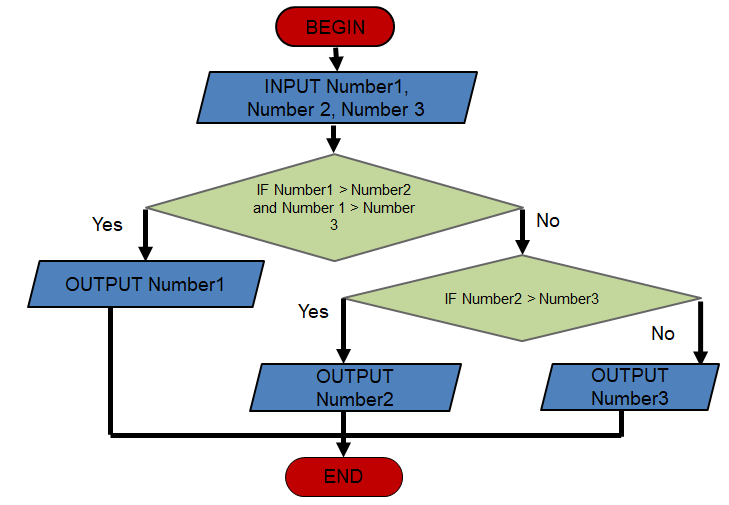 BEGIN
INPUT Number1,
Number 2, Number 3
IF Number1 > Number2
and Number 1 > Number
3
Yes
No
OUTPUT Number1
IF Number2 > Number3
Yes
No
OUTPUT
Number2
OUTPUT
Number3
END